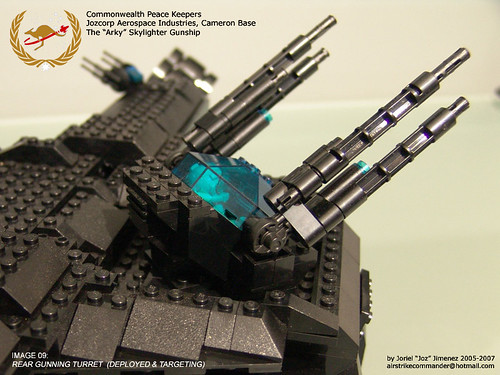 Commonwealth Peace Keepers
Jozcorp Aerospace Industries, Cameron Base
The "Arky" Skylighter Gunship
IMAGE 09:
REAR GUNNING TURRET (DEPLOYED & TARGETING)
by Joriel "Joz" Jimenez 2005-2007
airstrikecommander@hotmail.com